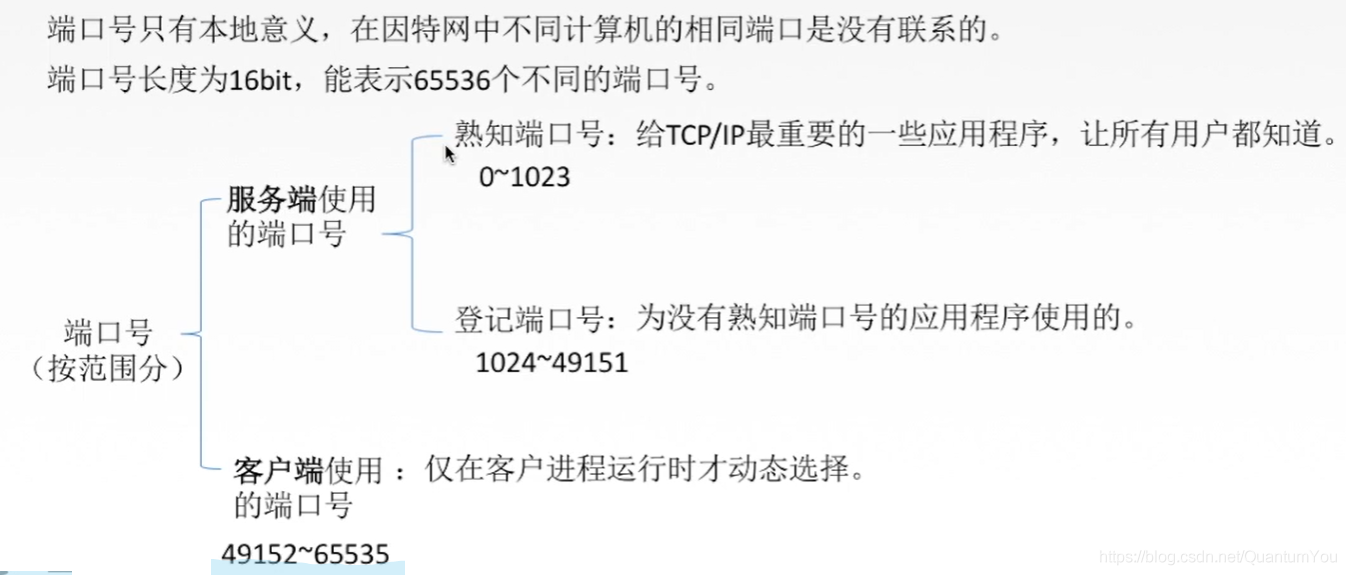 端口号只有本地意义，在因特网中不同计算机的相同端口是没有联系的。
端口号长度为16bit，能表示65536个不同的端口号。
熟知端口号：给TCP/IP最重要的一些应用程序，让所有用户都知道。
0~1023
服务端使用
的端口号
登记端口号：为没有熟知端口号的应用程序使用的。
1024~49151
端口号
（按范围分）
客户端使用：仅在客户进程运行时才动态选择。
的端口号
49152~65535
https://blog.csdn.net/QuantumYou